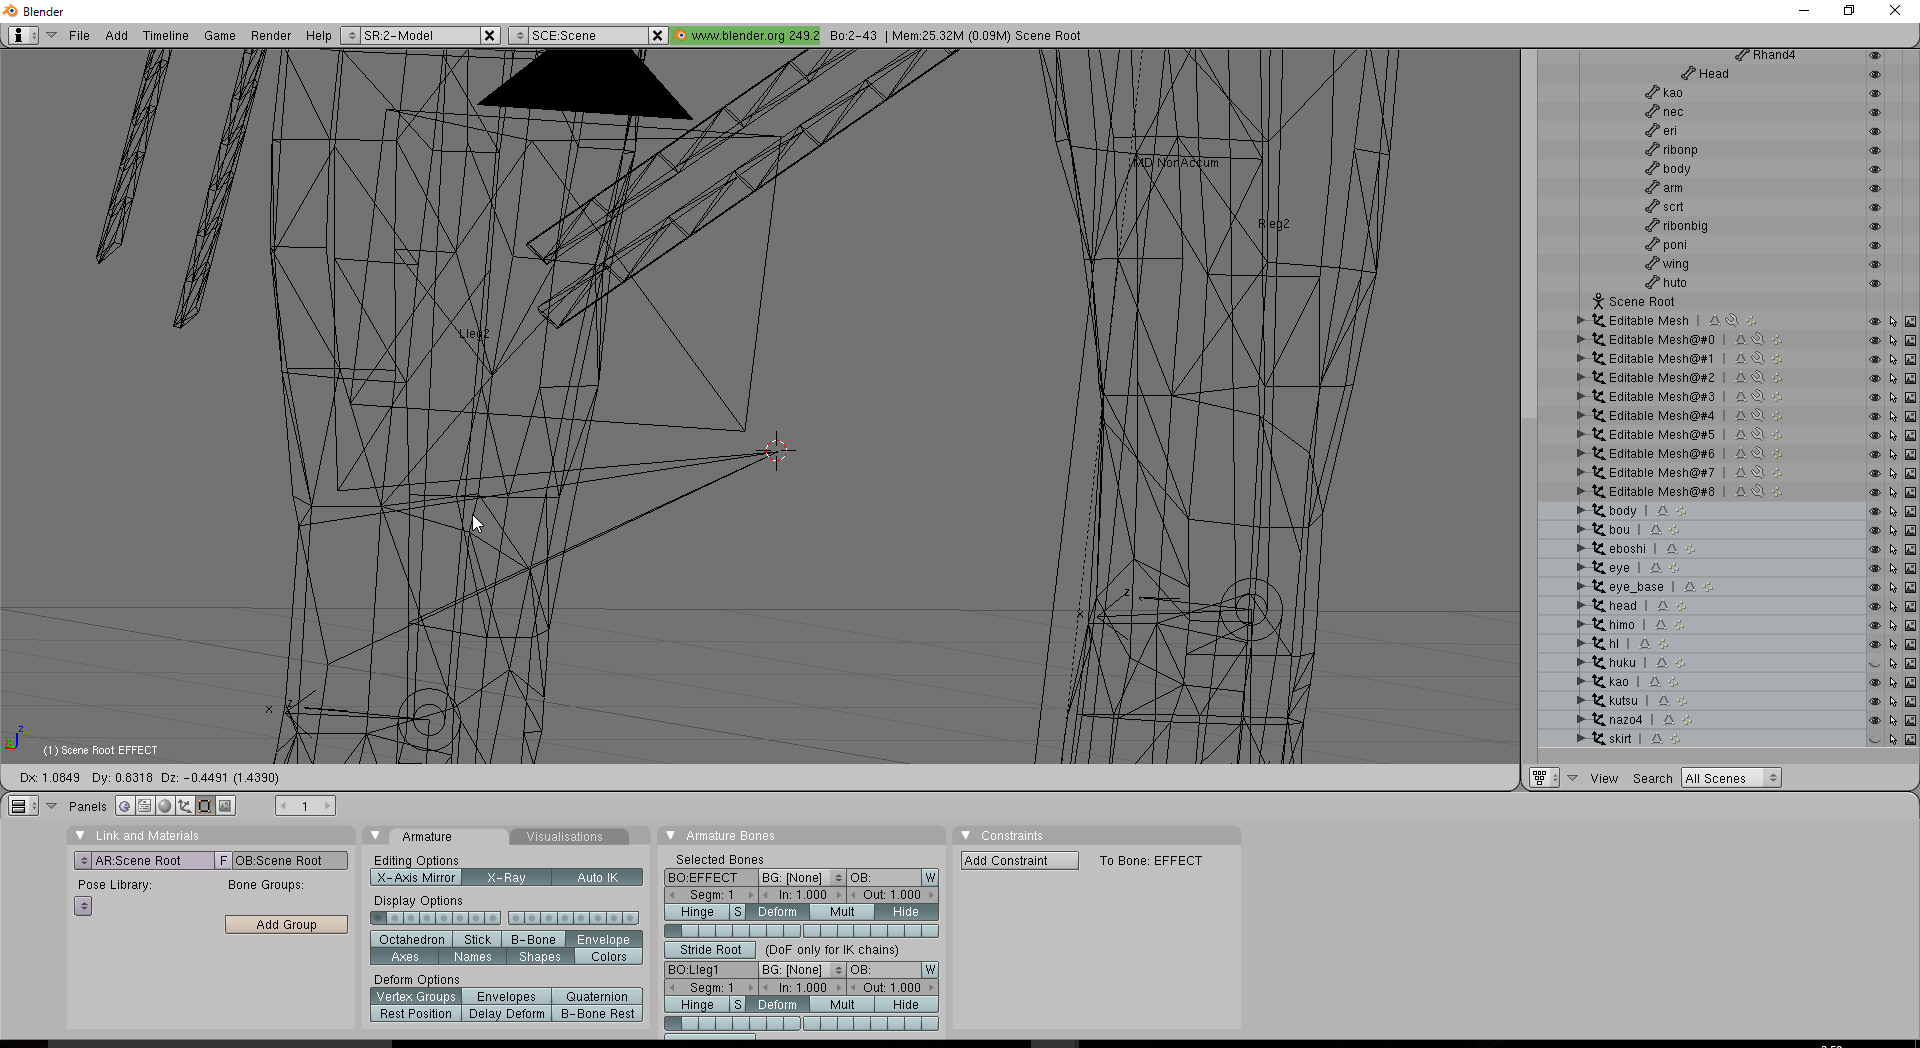 Blender
File Add Timeline Game Render Help SR:2-Model SCE:Scene www.blender.org 249.2 Bo:2-43 | Mem:25.32M (0.09M) Scene Root
Rhand4
Head
kao
nec
eri
ribonp
body
arm
scrt
ribonbig
poni
wing
huto
Scene Root
Editable Mesh
Editable Mesh@#0
Editable Mesh@#1
Editable Mesh@#2
Editable Mesh@#3
Editable Mesh@#4
Editable Mesh@#5
Editable Mesh@#6
Editable Mesh@#7
Editable Mesh@#8
body
bou
eboshi
eye
eye_base
head
himo
hl
huku
kao
kutsu
nazo4
skirt
MD NonAccum
Rleg2
Lleg2
z
x
z
x
z
(1) Scene Root EFFECT
Dx: 1.0849 Dy: 0.8318 Dz: -0.4491 (1.4390)
View Search All Scenes
Panels 1
Link and Materials
AR:Scene Root F OB:Scene Root
Pose Library: Bone Groups:
Add Group
Armature Visualisations
Editing Options
X-Axis Mirror X-Ray Auto IK
Display Options
Octahedron Stick B-Bone Envelope
Axes Names Shapes Colors
Deform Options
Vertex Groups Envelopes Quaternion
Rest Position Delay Deform B-Bone Rest
Armature Bones
Selected Bones
BO:EFFECT BG: [None] OB: W
Segm: 1 In: 1.000 Out: 1.000
Hinge S Deform Mult Hide
Stride Root (DoF only for IK chains)
BO:Lleg1 BG: [None] OB: W
Segm: 1 In: 1.000 Out: 1.000
Hinge S Deform Mult Hide
Constraints
Add Constraint To Bone: EFFECT